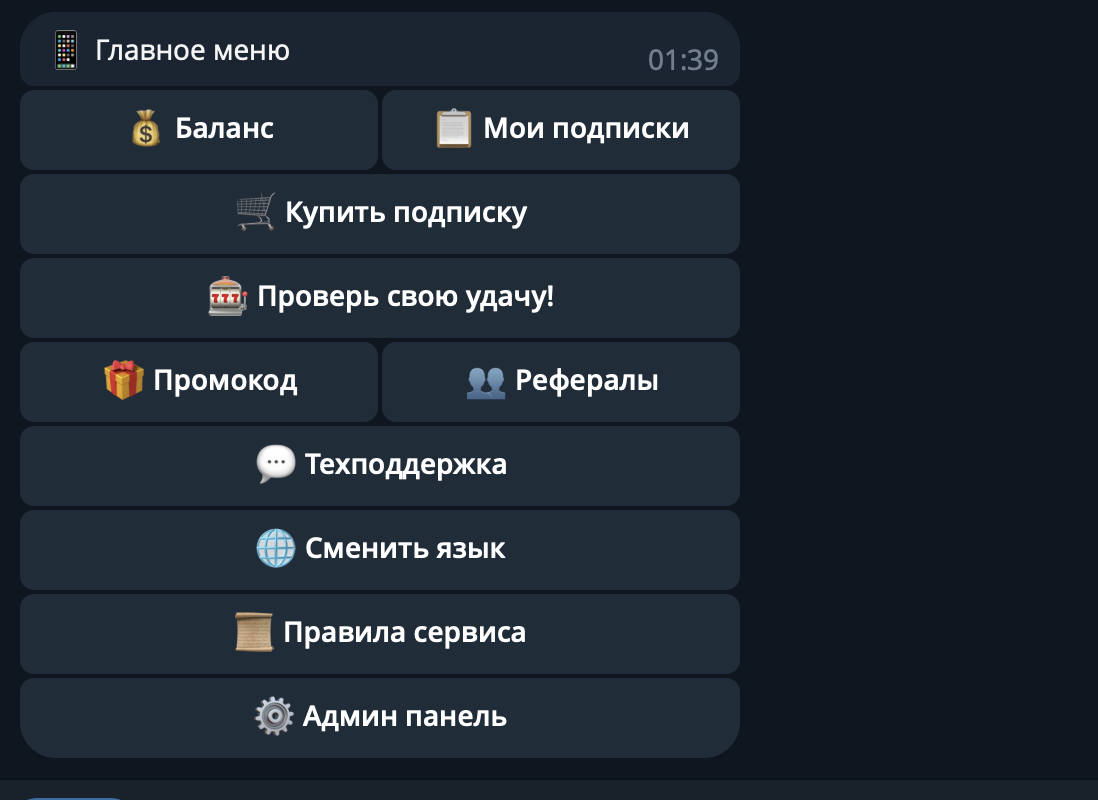 Главное меню
01:39
Баланс
Мои подписки
Купить подписку
Проверь свою удачу!
Промокод
Рефералы
Техподдержка
Сменить язык
Правила сервиса
Админ панель